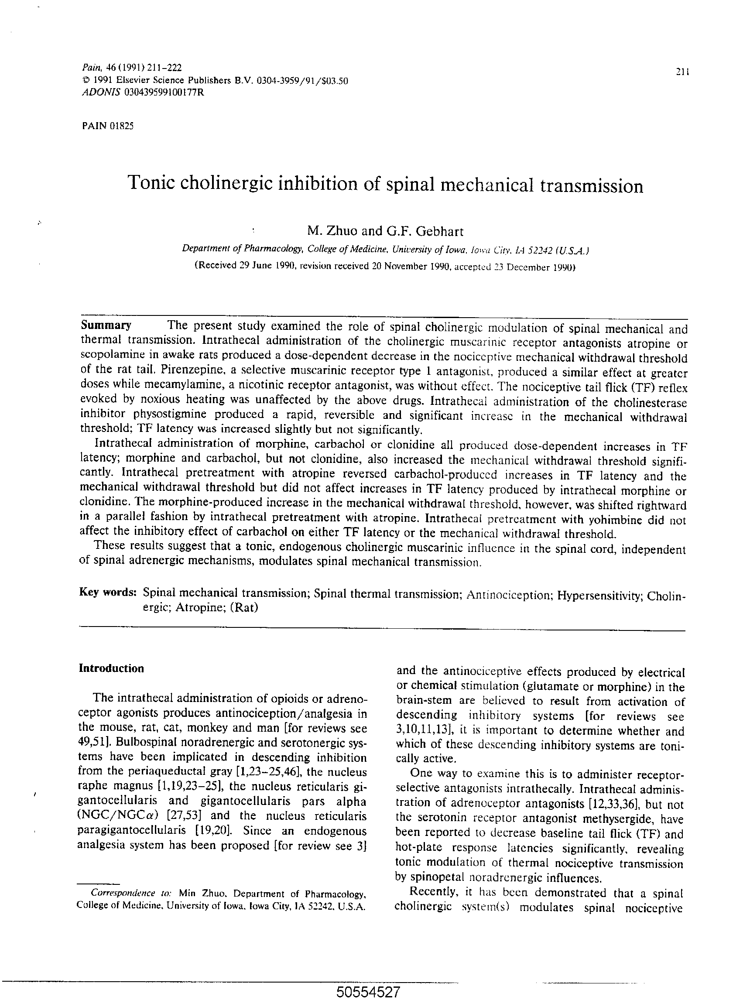 Pain, 46 (1991) 211–222
© 1991 Elsevier Science Publishers B.V. 0304-3959/91/$03.50
ADONIS 030439599100177R
211
PAIN 01825
Tonic cholinergic inhibition of spinal mechanical transmission
M. Zhuo and G.F. Gebhart
Department of Pharmacology, College of Medicine, University of Iowa, Iowa City, IA 52242 (U.S.A.)
(Received 29 June 1990, revision received 20 November 1990, accepted 23 December 1990)
Summary The present study examined the role of spinal cholinergic modulation of spinal mechanical and
thermal transmission. Intrathecal administration of the cholinergic muscarinic receptor antagonists atropine or
scopolamine in awake rats produced a dose-dependent decrease in the nociceptive mechanical withdrawal threshold
of the rat tail. Pirenzepine, a selective muscarinic receptor type 1 antagonist, produced a similar effect at greater
doses while mecamylamine, a nicotinic receptor antagonist, was without effect. The nociceptive tail flick (TF) reflex
evoked by noxious heating was unaffected by the above drugs. Intrathecal administration of the cholinesterase
inhibitor physostigmine produced a rapid, reversible and significant increase in the mechanical withdrawal
threshold; TF latency was increased slightly but not significantly.
Intrathecal administration of morphine, carbachol or clonidine all produced dose-dependent increases in TF
latency; morphine and carbachol, but not clonidine, also increased the mechanical withdrawal threshold signifi-
cantly. Intrathecal pretreatment with atropine reversed carbachol-produced increases in TF latency and the
mechanical withdrawal threshold but did not affect increases in TF latency produced by intrathecal morphine or
clonidine. The morphine-produced increase in the mechanical withdrawal threshold, however, was shifted rightward
in a parallel fashion by intrathecal pretreatment with atropine. Intrathecal pretreatment with yohimbine did not
affect the inhibitory effect of carbachol on either TF latency or the mechanical withdrawal threshold.
These results suggest that a tonic, endogenous cholinergic muscarinic influence in the spinal cord, independent
of spinal adrenergic mechanisms, modulates spinal mechanical transmission.
Key words: Spinal mechanical transmission; Spinal thermal transmission; Antinociception; Hypersensitivity; Cholin-
ergic; Atropine; (Rat)
Introduction
The intrathecal administration of opioids or adreno-
ceptor agonists produces antinociception/analgesia in
the mouse, rat, cat, monkey and man [for reviews see
49,51]. Bulbospinal noradrenergic and serotonergic sys-
tems have been implicated in descending inhibition
from the periaqueductal gray [1,23–25,46], the nucleus
raphe magnus [1,19,23–25], the nucleus reticularis gi-
gantocellularis and gigantocellularis pars alpha
(NGC/NGCα) [27,53] and the nucleus reticularis
paragigantocellularis [19,20]. Since an endogenous
analgesia system has been proposed [for review see 3]
Correspondence to: Min Zhuo, Department of Pharmacology,
College of Medicine, University of Iowa, Iowa City, IA 52242, U.S.A.
and the antinociceptive effects produced by electrical
or chemical stimulation (glutamate or morphine) in the
brain-stem are believed to result from activation of
descending inhibitory systems [for reviews see
3,10,11,13], it is important to determine whether and
which of these descending inhibitory systems are toni-
cally active.
One way to examine this is to administer receptor-
selective antagonists intrathecally. Intrathecal adminis-
tration of adrenoceptor antagonists [12,33,36], but not
the serotonin receptor antagonist methysergide, have
been reported to decrease baseline tail flick (TF) and
hot-plate response latencies significantly, revealing
tonic modulation of thermal nociceptive transmission
by spinopetal noradrenergic influences.
Recently, it has been demonstrated that a spinal
cholinergic system(s) modulates spinal nociceptive
50554527